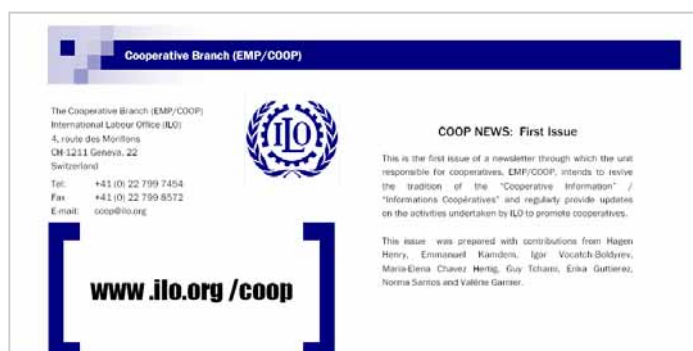 Cooperative Branch (EMP/COOP)
The Cooperative Branch (EMP/COOP)
International Labour Office (ILO)
4, route des Morillons
CH-1211 Geneva, 22
Switzerland
Tel: +41 (0) 22 799 7454
Fax +41 (0) 22 799 8572
E-mail: coop@ilo.org
ILO
www .ilo.org /coop
COOP NEWS: First Issue
This is the first issue of a newsletter through which the unit
responsible for cooperatives, EMP/COOP, intends to revive
the tradition of the "Cooperative Information" /
"Informations Coopératives" and regularly provide updates
on the activities undertaken by ILO to promote cooperatives.
This issue was prepared with contributions from Hagen
Henry, Emmanuel Kamdem, Igor Vocatch-Boldyrev,
Maria-Elena Chavez Hertig, Guy Tchami, Erika Guttierez,
Norma Santos and Valérie Garnier.